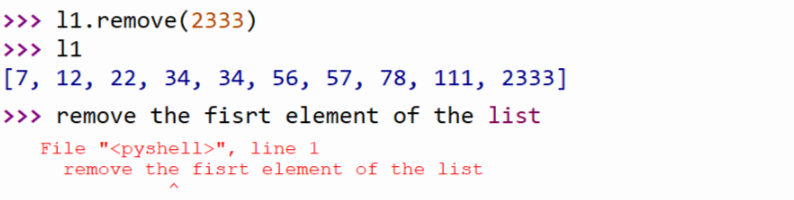 >>> l1.remove(2333)
>>> l1
[7, 12, 22, 34, 34, 56, 57, 78, 111, 2333]
>>> remove the fisrt element of the list
File "<pyshell>", line 1
remove the fisrt element of the list
^